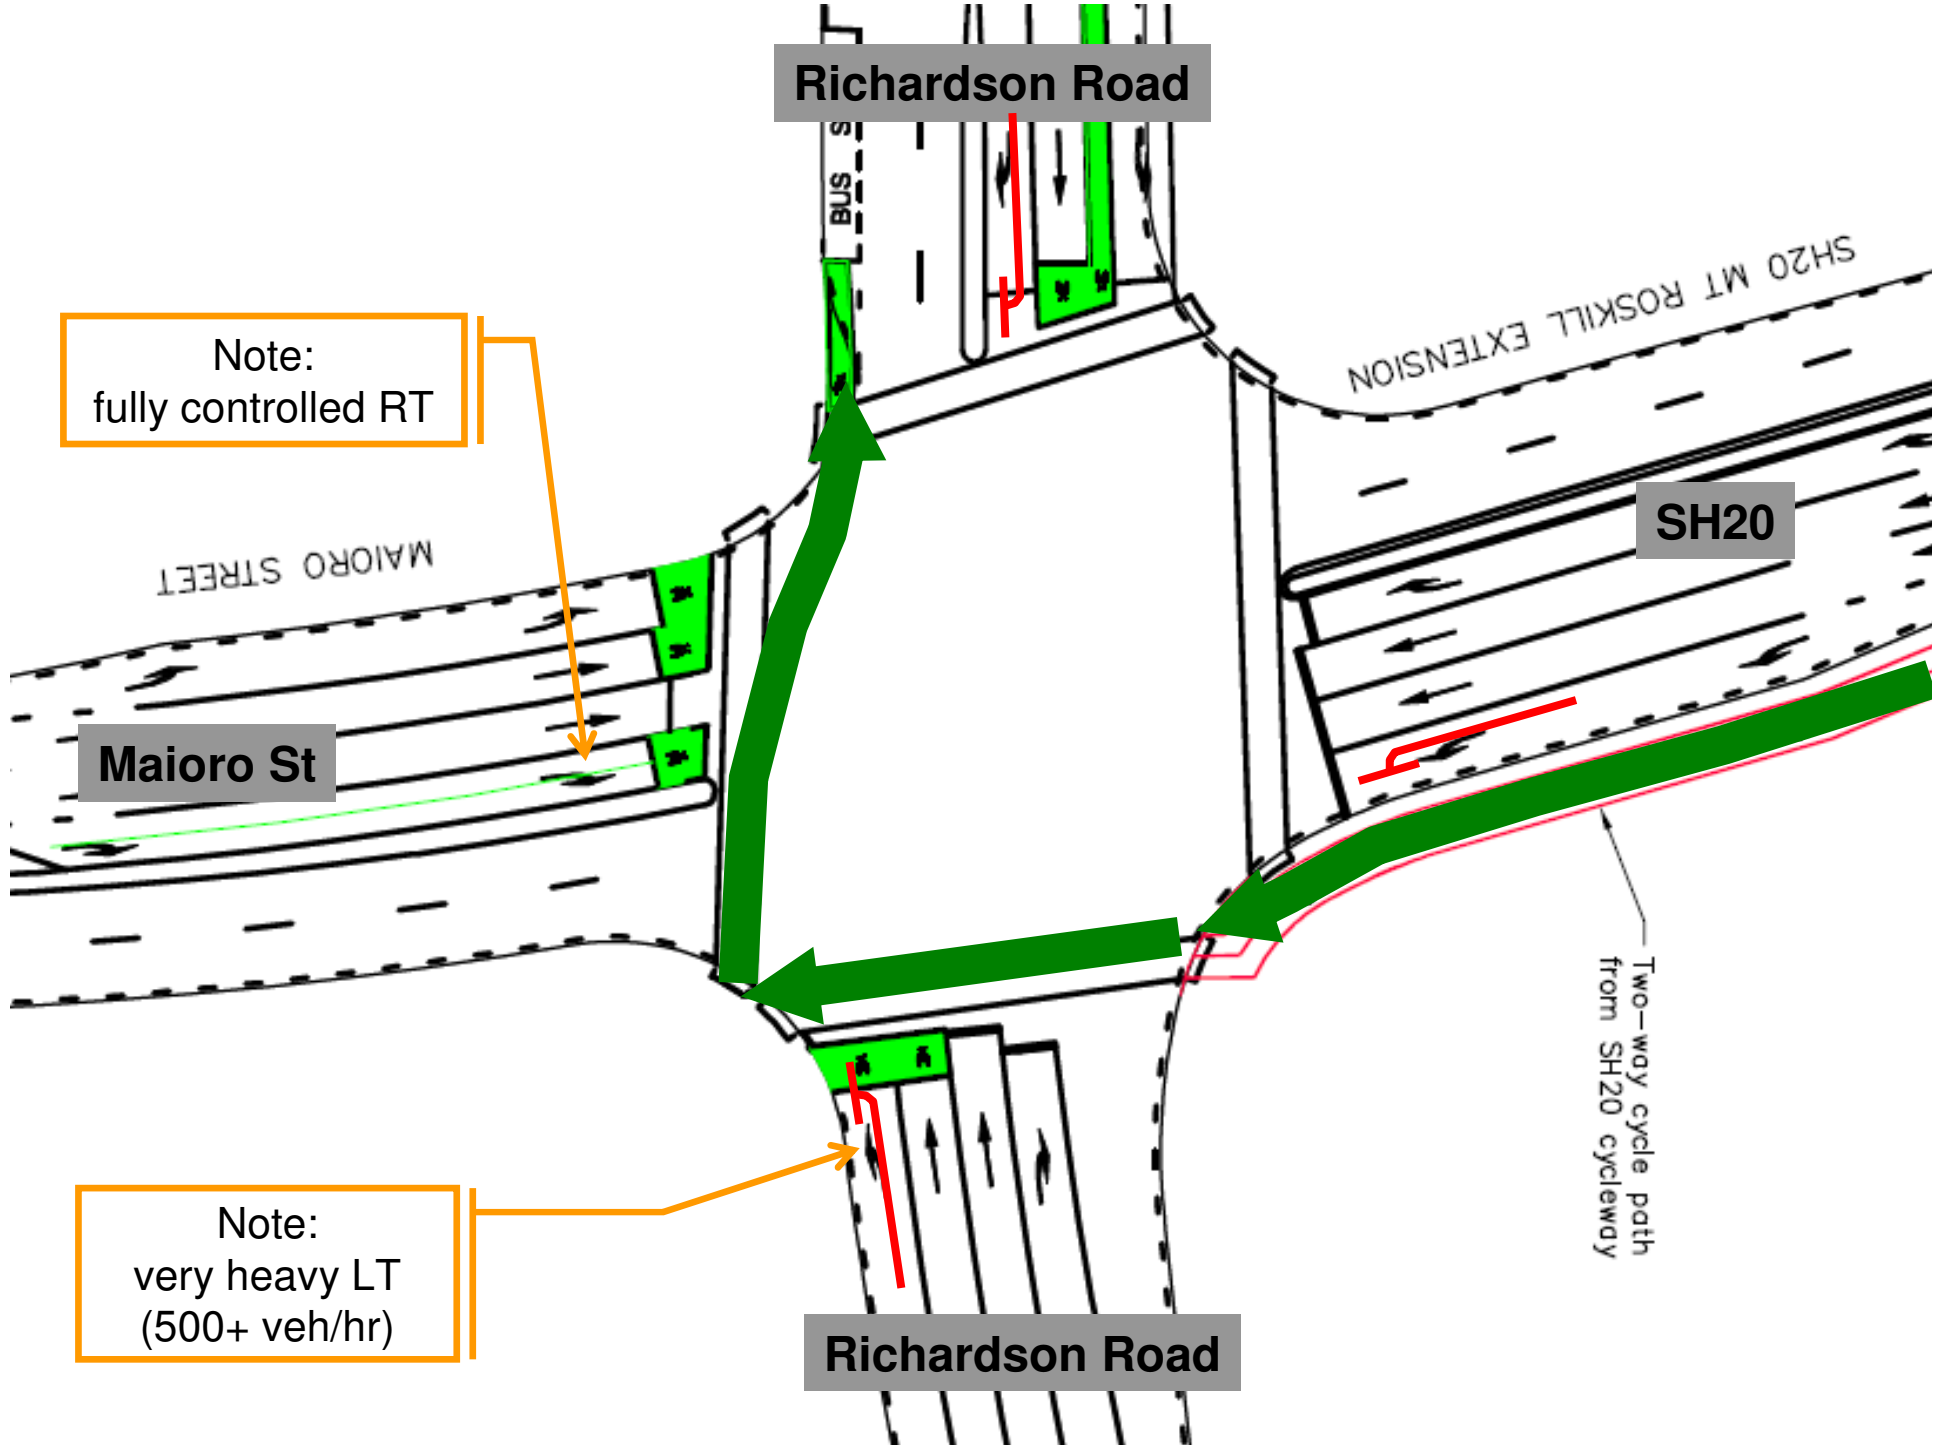 Richardson Road
BUS S
SH20 MT ROSKILL EXTENSION
Note:
fully controlled RT
SH20
MAIORO STREET
Maioro St
Two-way cycle path
from SH20 cycleway
Note:
very heavy LT
(500+ veh/hr)
Richardson Road